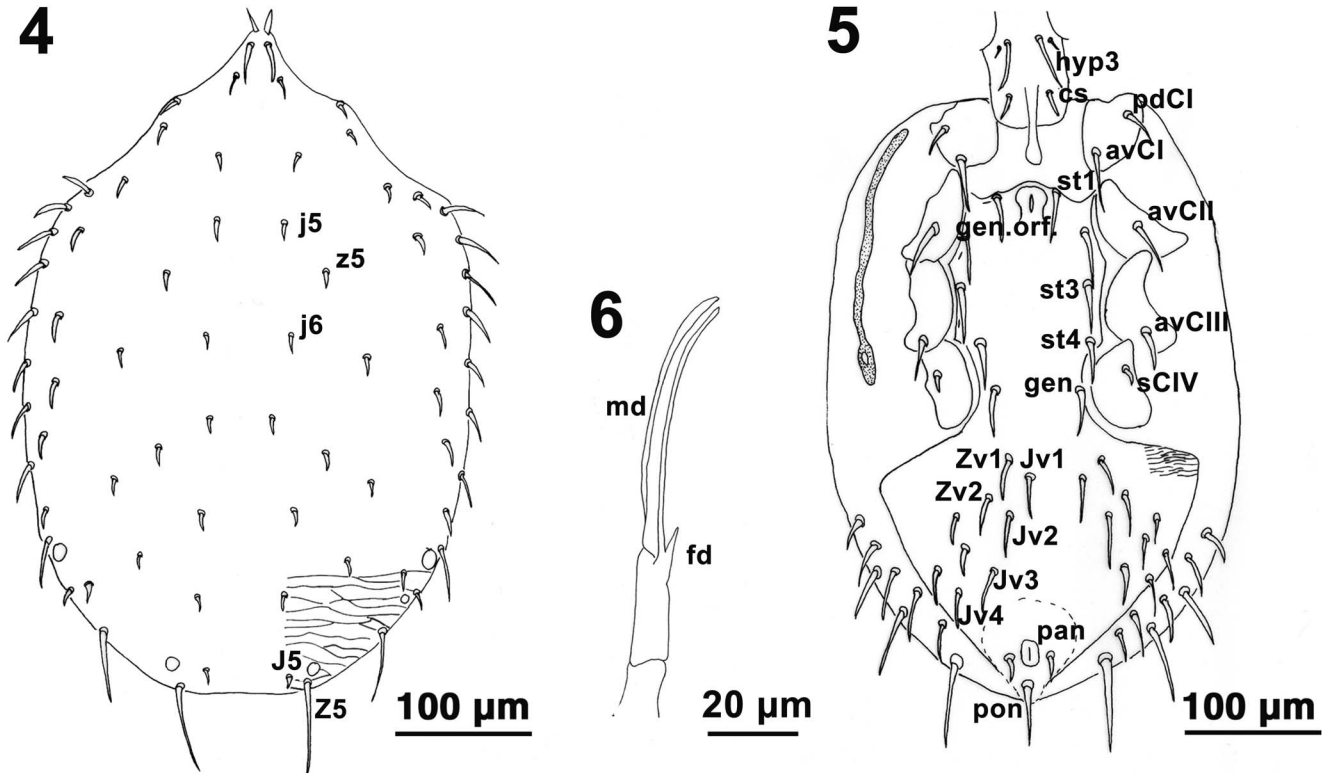 4
j5
z5
j6
J5
Z5
100 µm
6
md
fd
20 µm
5
hyp3
cs
pdCI
avCI
st1
avCII
gen.orf.
st3
avCIII
st4
sCIV
gen
Zv1 Jv1
Zv2
Jv2
Jv3
Jv4
pan
pon
100 µm